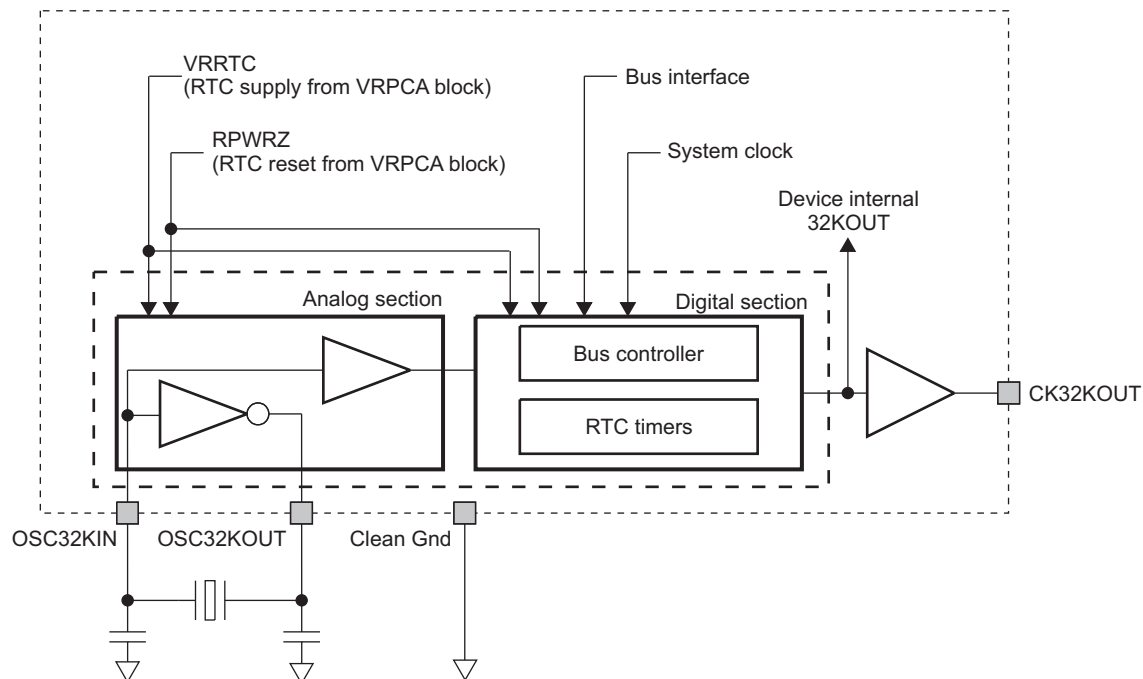 VRRTC
(RTC supply from VRPCA block)
Bus interface
RPWRZ
(RTC reset from VRPCA block)
System clock
Device internal
32KOUT
Analog section
Digital section
Bus controller
RTC timers
CK32KOUT
OSC32KIN
OSC32KOUT
Clean Gnd